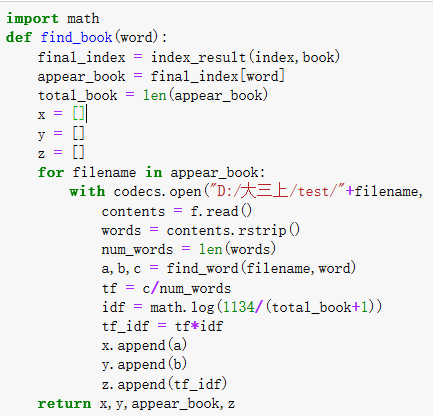 import math
def find_book(word):
    final_index = index_result(index,book)
    appear_book = final_index[word]
    total_book = len(appear_book)
    x = []
    y = []
    z = []
    for filename in appear_book:
        with codecs.open("D:/大三上/test/"+filename,
            contents = f.read()
            words = contents.rstrip()
            num_words = len(words)
            a,b,c = find_word(filename,word)
            tf = c/num_words
            idf = math.log(1134/(total_book+1))
            tf_idf = tf*idf
            x.append(a)
            y.append(b)
            z.append(tf_idf)
    return x,y,appear_book,z